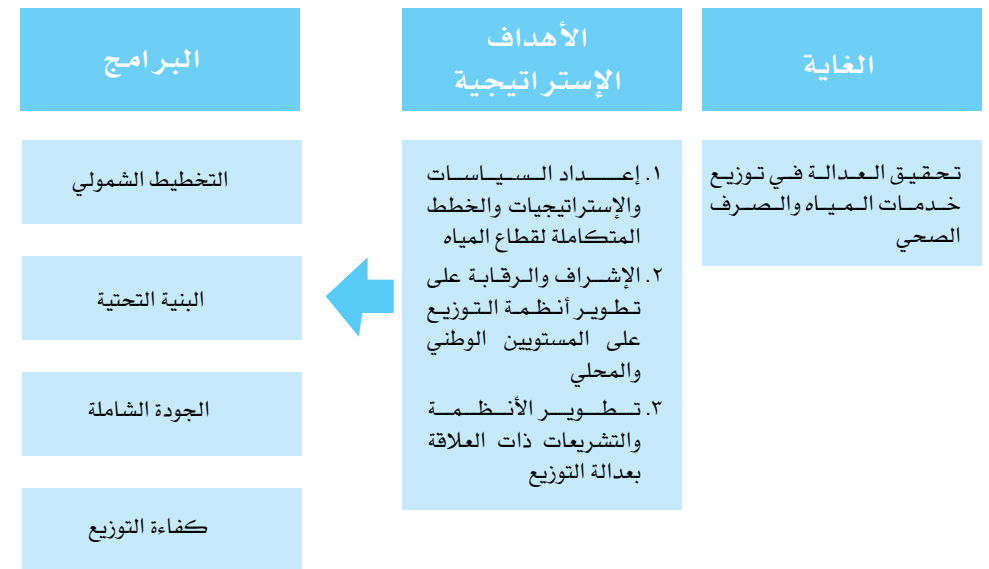 الغاية
تحقيق العدالة في توزيع
خدمات المياه والصرف
الصحي
الأهداف
الإستراتيجية
١. إعداد السياسات
والإستراتيجيات والخطط
المتكاملة لقطاع المياه
٢. الإشراف والرقابة على
تطوير أنظمة التوزيع
على المستويين الوطني
والمحلي
٣. تطوير الأنظمة
والتشريعات ذات العلاقة
بعدالة التوزيع
البرامج
التخطيط الشمولي
البنية التحتية
الجودة الشاملة
كفاءة التوزيع